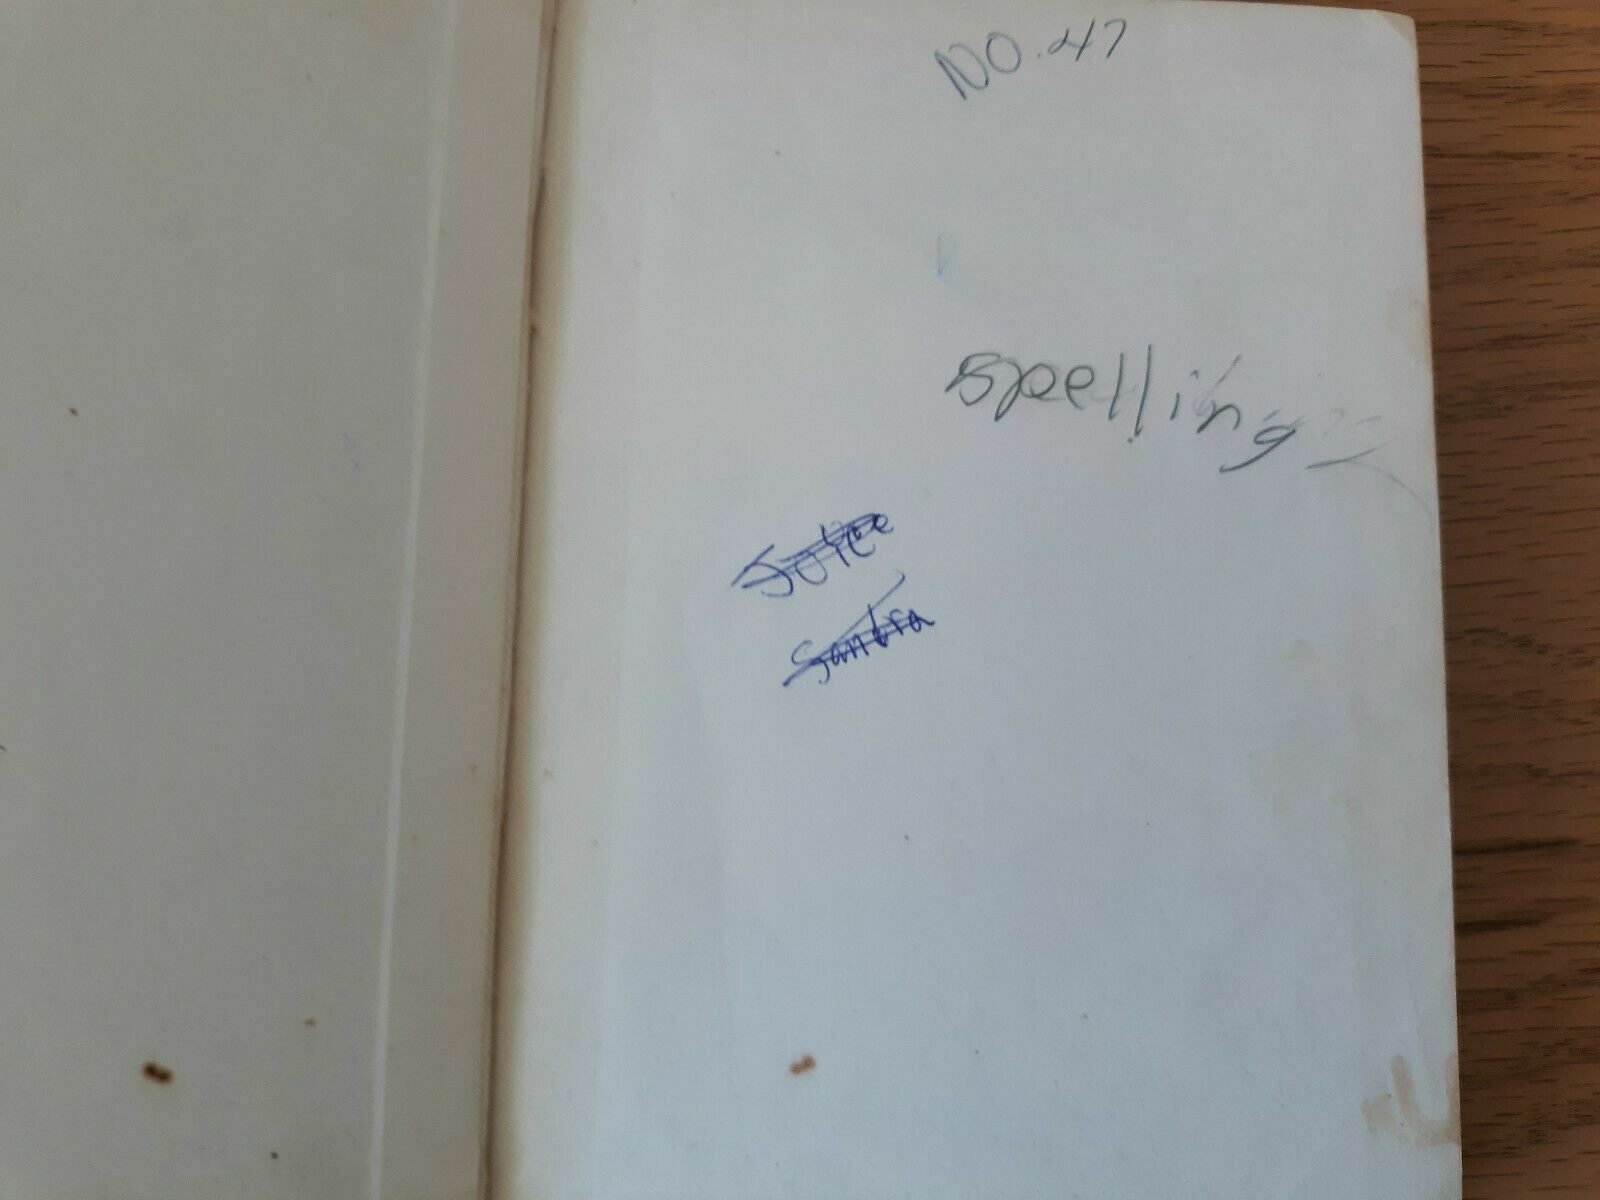 NO. 47
spelling
Sandra